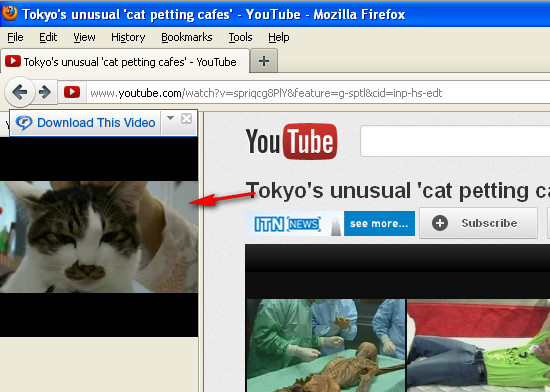 Tokyo's unusual 'cat petting cafes' - YouTube - Mozilla Firefox
File Edit View History Bookmarks Tools Help
Tokyo's unusual 'cat petting cafes' - YouTube
www.youtube.com/watch?v=spriqcg8PlY&feature=g-sptl&cid=inp-hs-edt
Download This Video
YouTube
Tokyo's unusual 'cat petting ca
ITN NEWS see more... Subscribe